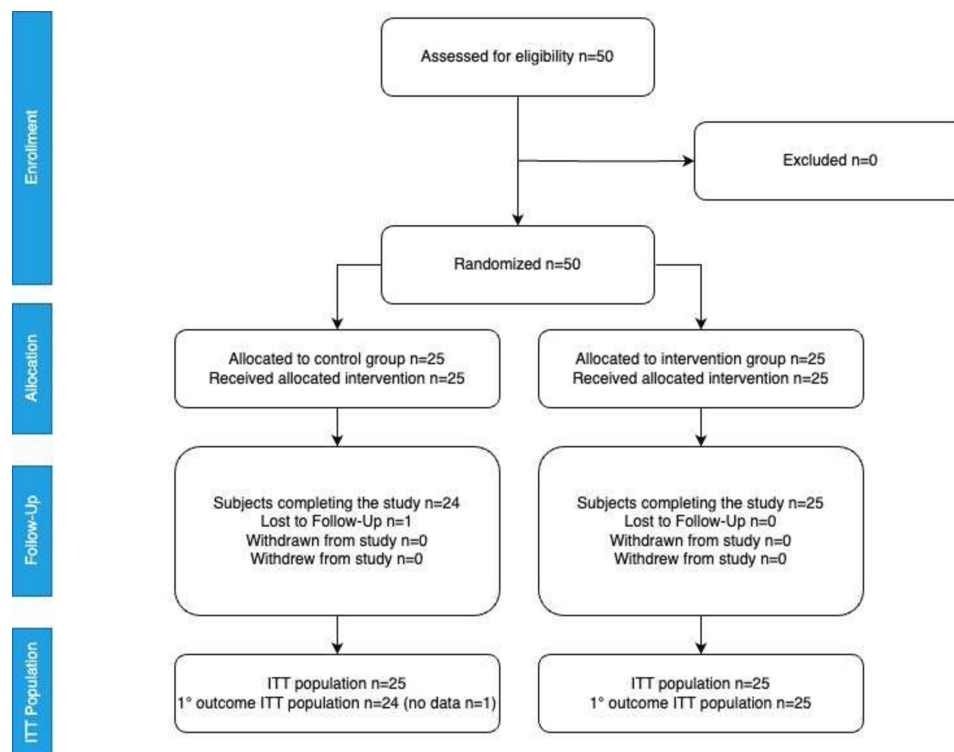 Enrollment
Assessed for eligibility n=50
Excluded n=0
Randomized n=50
Allocation
Allocated to control group n=25
Received allocated intervention n=25
Allocated to intervention group n=25
Received allocated intervention n=25
Follow-Up
Subjects completing the study n=24
Lost to Follow-Up n=1
Withdrawn from study n=0
Withdrew from study n=0
Subjects completing the study n=25
Lost to Follow-Up n=0
Withdrawn from study n=0
Withdrew from study n=0
ITT Population
ITT population n=25
1° outcome ITT population n=24 (no data n=1)
ITT population n=25
1° outcome ITT population n=25